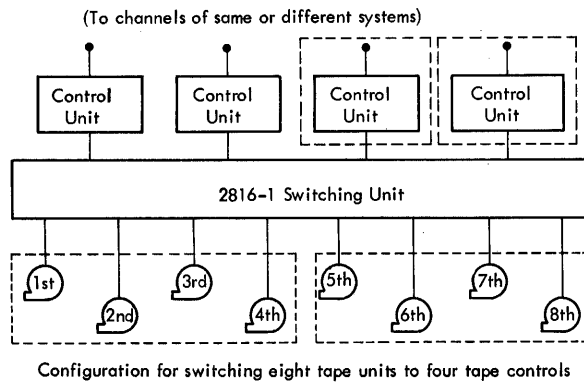 (To channels of same or different systems)
Control Unit
Control Unit
Control Unit
Control Unit
2816-1 Switching Unit
1st
2nd
3rd
4th
5th
6th
7th
8th
Configuration for switching eight tape units to four tape controls